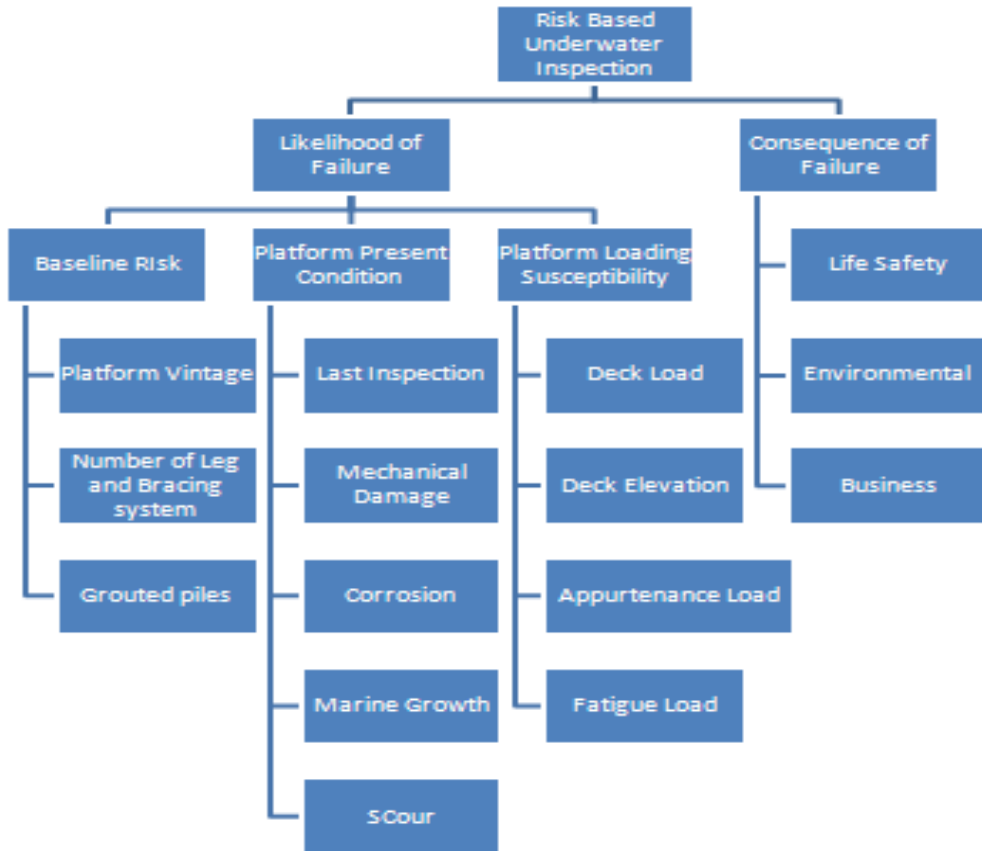 Risk Based
Underwater
Inspection
Likelihood of
Failure
Consequence of
Failure
Baseline RIsk
Platform Present
Condition
Platform Loading
Susceptibility
Life Safety
Platform Vintage
Last Inspection
Deck Load
Environmental
Number of Leg
and Bracing
system
Mechanical
Damage
Deck Elevation
Business
Grouted piles
Corrosion
Appurtenance Load
Marine Growth
Fatigue Load
SCour